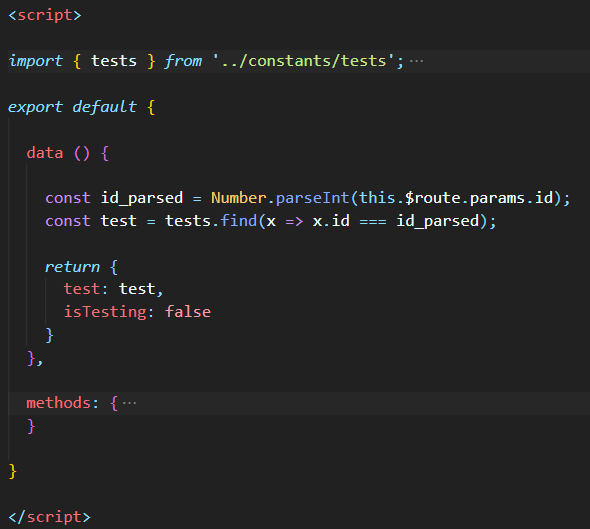 <script>
import { tests } from '../constants/tests';…
export default {
data () {
const id_parsed = Number.parseInt(this.$route.params.id);
const test = tests.find(x => x.id === id_parsed);
return {
test: test,
isTesting: false
}
},
methods: {…
}
}
</script>